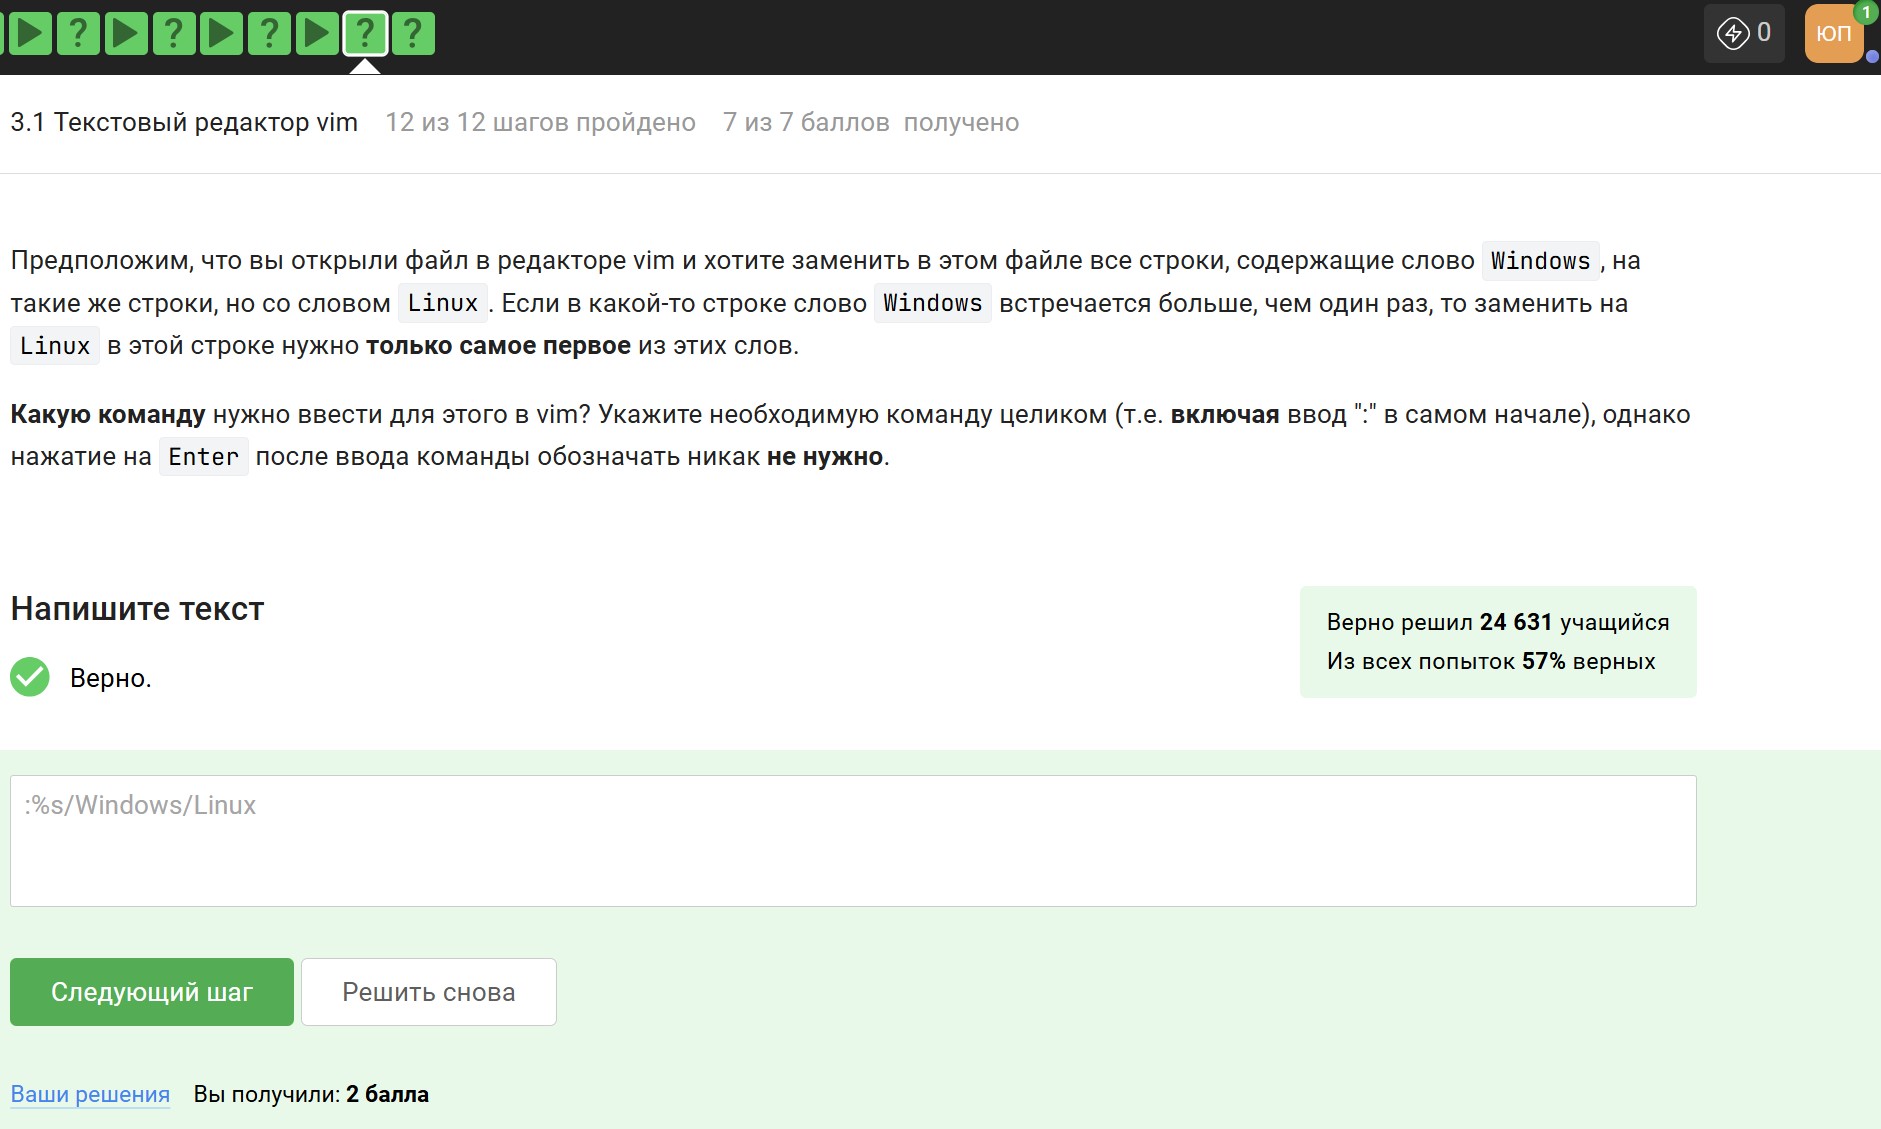 ? ? ? ? ?
0
ЮП
1
3.1 Текстовый редактор vim 12 из 12 шагов пройдено 7 из 7 баллов получено
Предположим, что вы открыли файл в редакторе vim и хотите заменить в этом файле все строки, содержащие слово Windows, на
такие же строки, но со словом Linux. Если в какой-то строке слово Windows встречается больше, чем один раз, то заменить на
Linux в этой строке нужно только самое первое из этих слов.
Какую команду нужно ввести для этого в vim? Укажите необходимую команду целиком (т.е. включая ввод ":" в самом начале), однако
нажатие на Enter после ввода команды обозначать никак не нужно.
Напишите текст
Верно.
Верно решил 24 631 учащийся
Из всех попыток 57% верных
:%s/Windows/Linux
Следующий шаг Решить снова
Ваши решения Вы получили: 2 балла